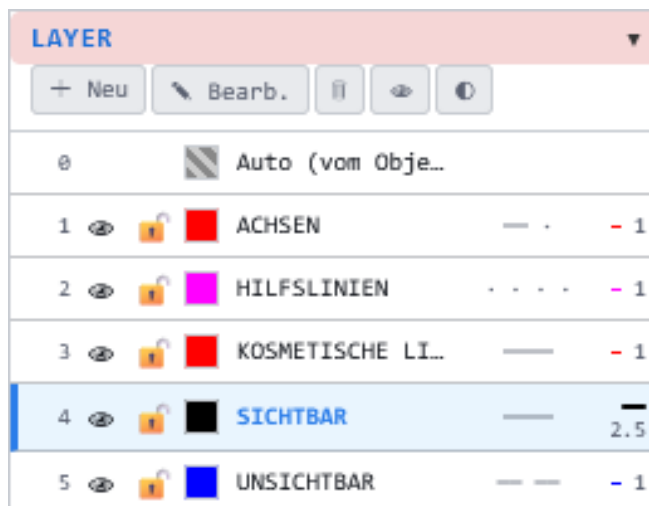 LAYER ▼
+ Neu Bearb.
0 Auto (vom Obje…
1 ACHSEN 1
2 HILFSLINIEN 1
3 KOSMETISCHE LI… 1
4 SICHTBAR 2.5
5 UNSICHTBAR 1